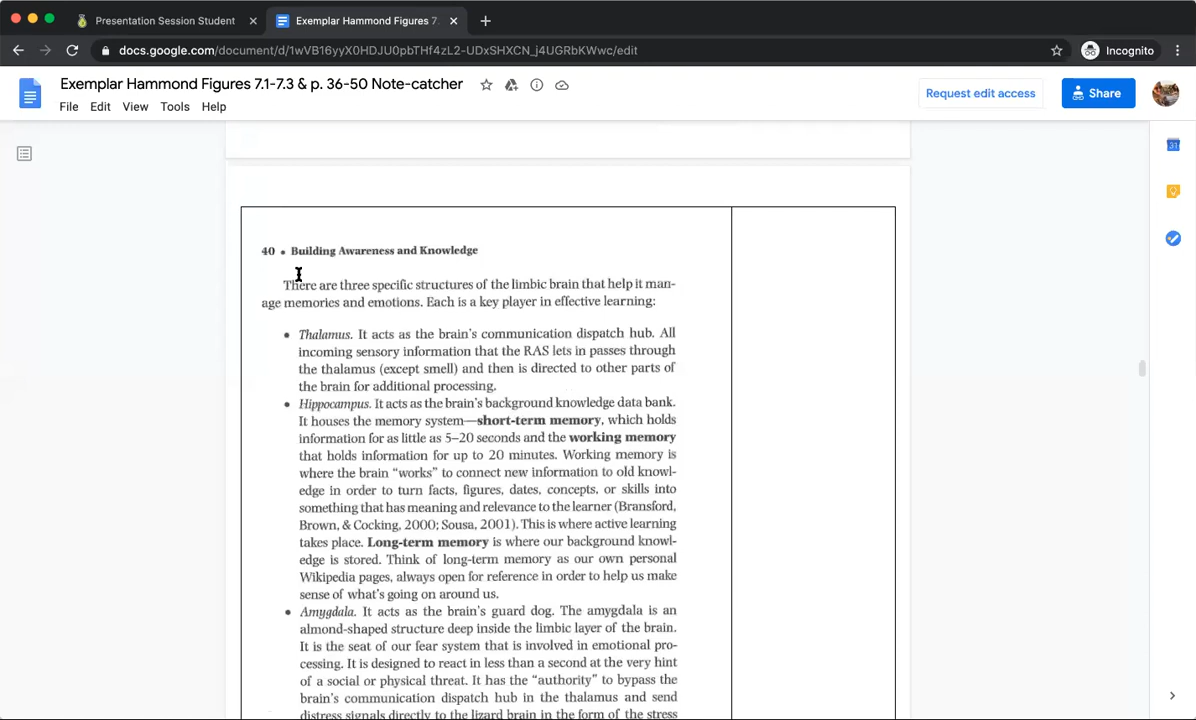 Presentation Session Student
Exemplar Hammond Figures 7.
docs.google.com/document/d/1wVB16yyX0HDJU0pbTHf4zL2-UDxSHXCN_j4UGRbKWwc/edit
Incognito
Exemplar Hammond Figures 7.1-7.3 & p. 36-50 Note-catcher
File Edit View Tools Help
Request edit access
Share
31
40 • Building Awareness and Knowledge
There are three specific structures of the limbic brain that help it man-
age memories and emotions. Each is a key player in effective learning:
• Thalamus. It acts as the brain's communication dispatch hub. All
incoming sensory information that the RAS lets in passes through
the thalamus (except smell) and then is directed to other parts of
the brain for additional processing.
• Hippocampus. It acts as the brain's background knowledge data bank.
It houses the memory system—short-term memory, which holds
information for as little as 5–20 seconds and the working memory
that holds information for up to 20 minutes. Working memory is
where the brain "works" to connect new information to old knowl-
edge in order to turn facts, figures, dates, concepts, or skills into
something that has meaning and relevance to the learner (Bransford,
Brown, & Cocking, 2000; Sousa, 2001). This is where active learning
takes place. Long-term memory is where our background knowl-
edge is stored. Think of long-term memory as our own personal
Wikipedia pages, always open for reference in order to help us make
sense of what's going on around us.
• Amygdala. It acts as the brain's guard dog. The amygdala is an
almond-shaped structure deep inside the limbic layer of the brain.
It is the seat of our fear system that is involved in emotional pro-
cessing. It is designed to react in less than a second at the very hint
of a social or physical threat. It has the "authority" to bypass the
brain's communication dispatch hub in the thalamus and send
distress signals directly to the lizard brain in the form of the stress